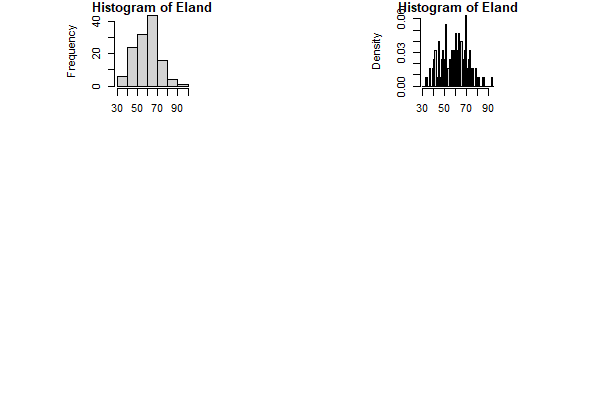 Histogram of Eland
Frequency
0 20 40
30 50 70 90
Histogram of Eland
Density
0.00 0.03 0.06
30 50 70 90